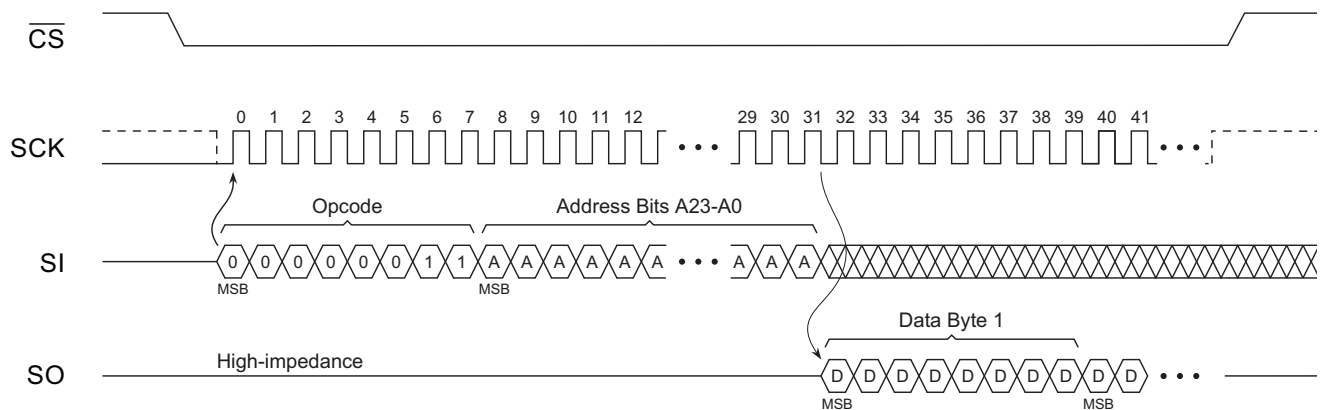 CS
0 1 2 3 4 5 6 7 8 9 10 11 12 29 30 31 32 33 34 35 36 37 38 39 40 41
SCK
Opcode Address Bits A23-A0
SI 0 0 0 0 0 0 1 1 A A A A A A A A A
MSB MSB
Data Byte 1
High-impedance
SO D D D D D D D D D D
MSB MSB